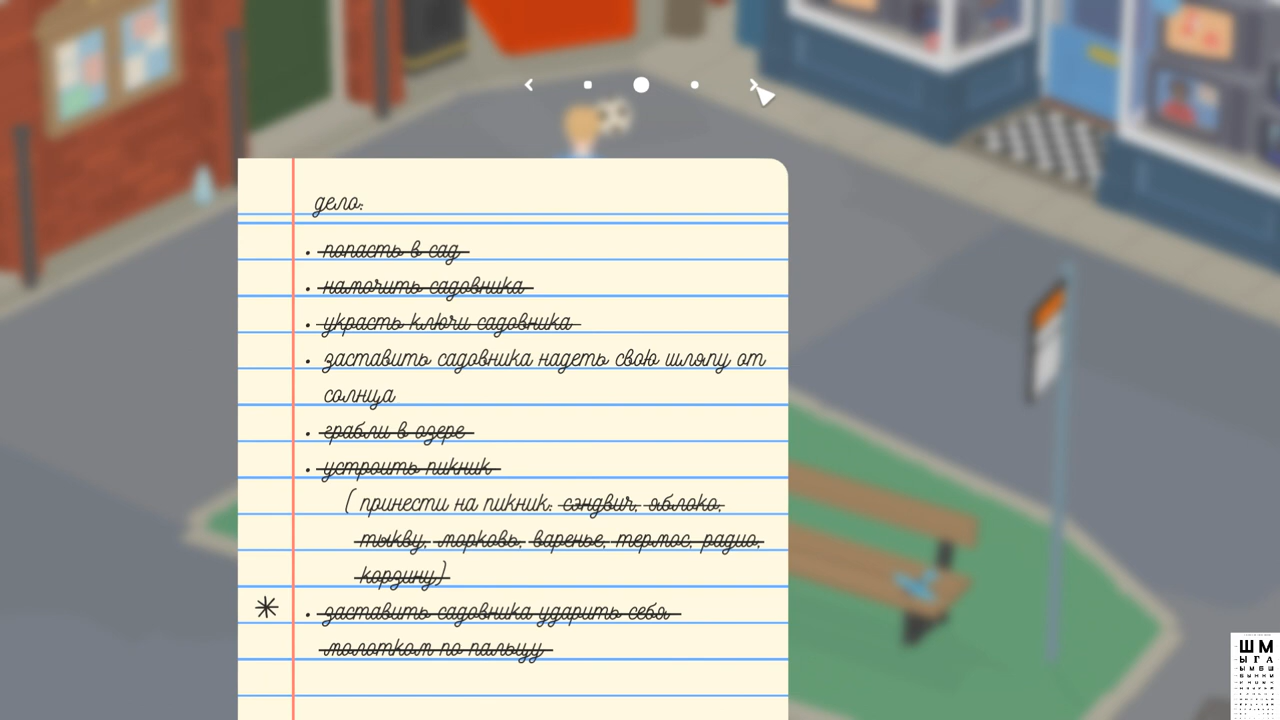 дело:
• попасть в сад
• намочить садовника
• украсть ключи садовника
• заставить садовника надеть свою шляпу от
солнца
• грабли в озере
• устроить пикник
( принести на пикник: сэндвич, яблоко,
тыкву, морковь, варенье, термос, радио,
корзину)
• заставить садовника ударить себя
молотком по пальцу
Ш М
Ы Г А
Ы М Б Ш